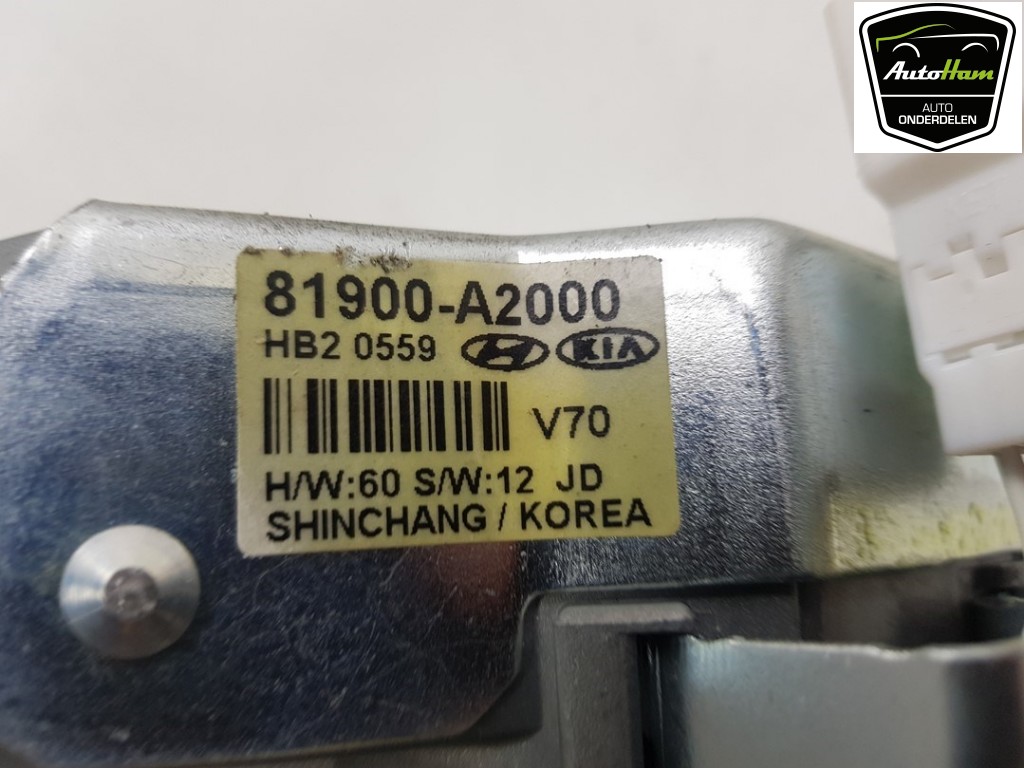 AutoHam
AUTO
ONDERDELEN
81900-A2000
HB2 0559 KIA
V70
H/W:60 S/W:12 JD
SHINCHANG / KOREA